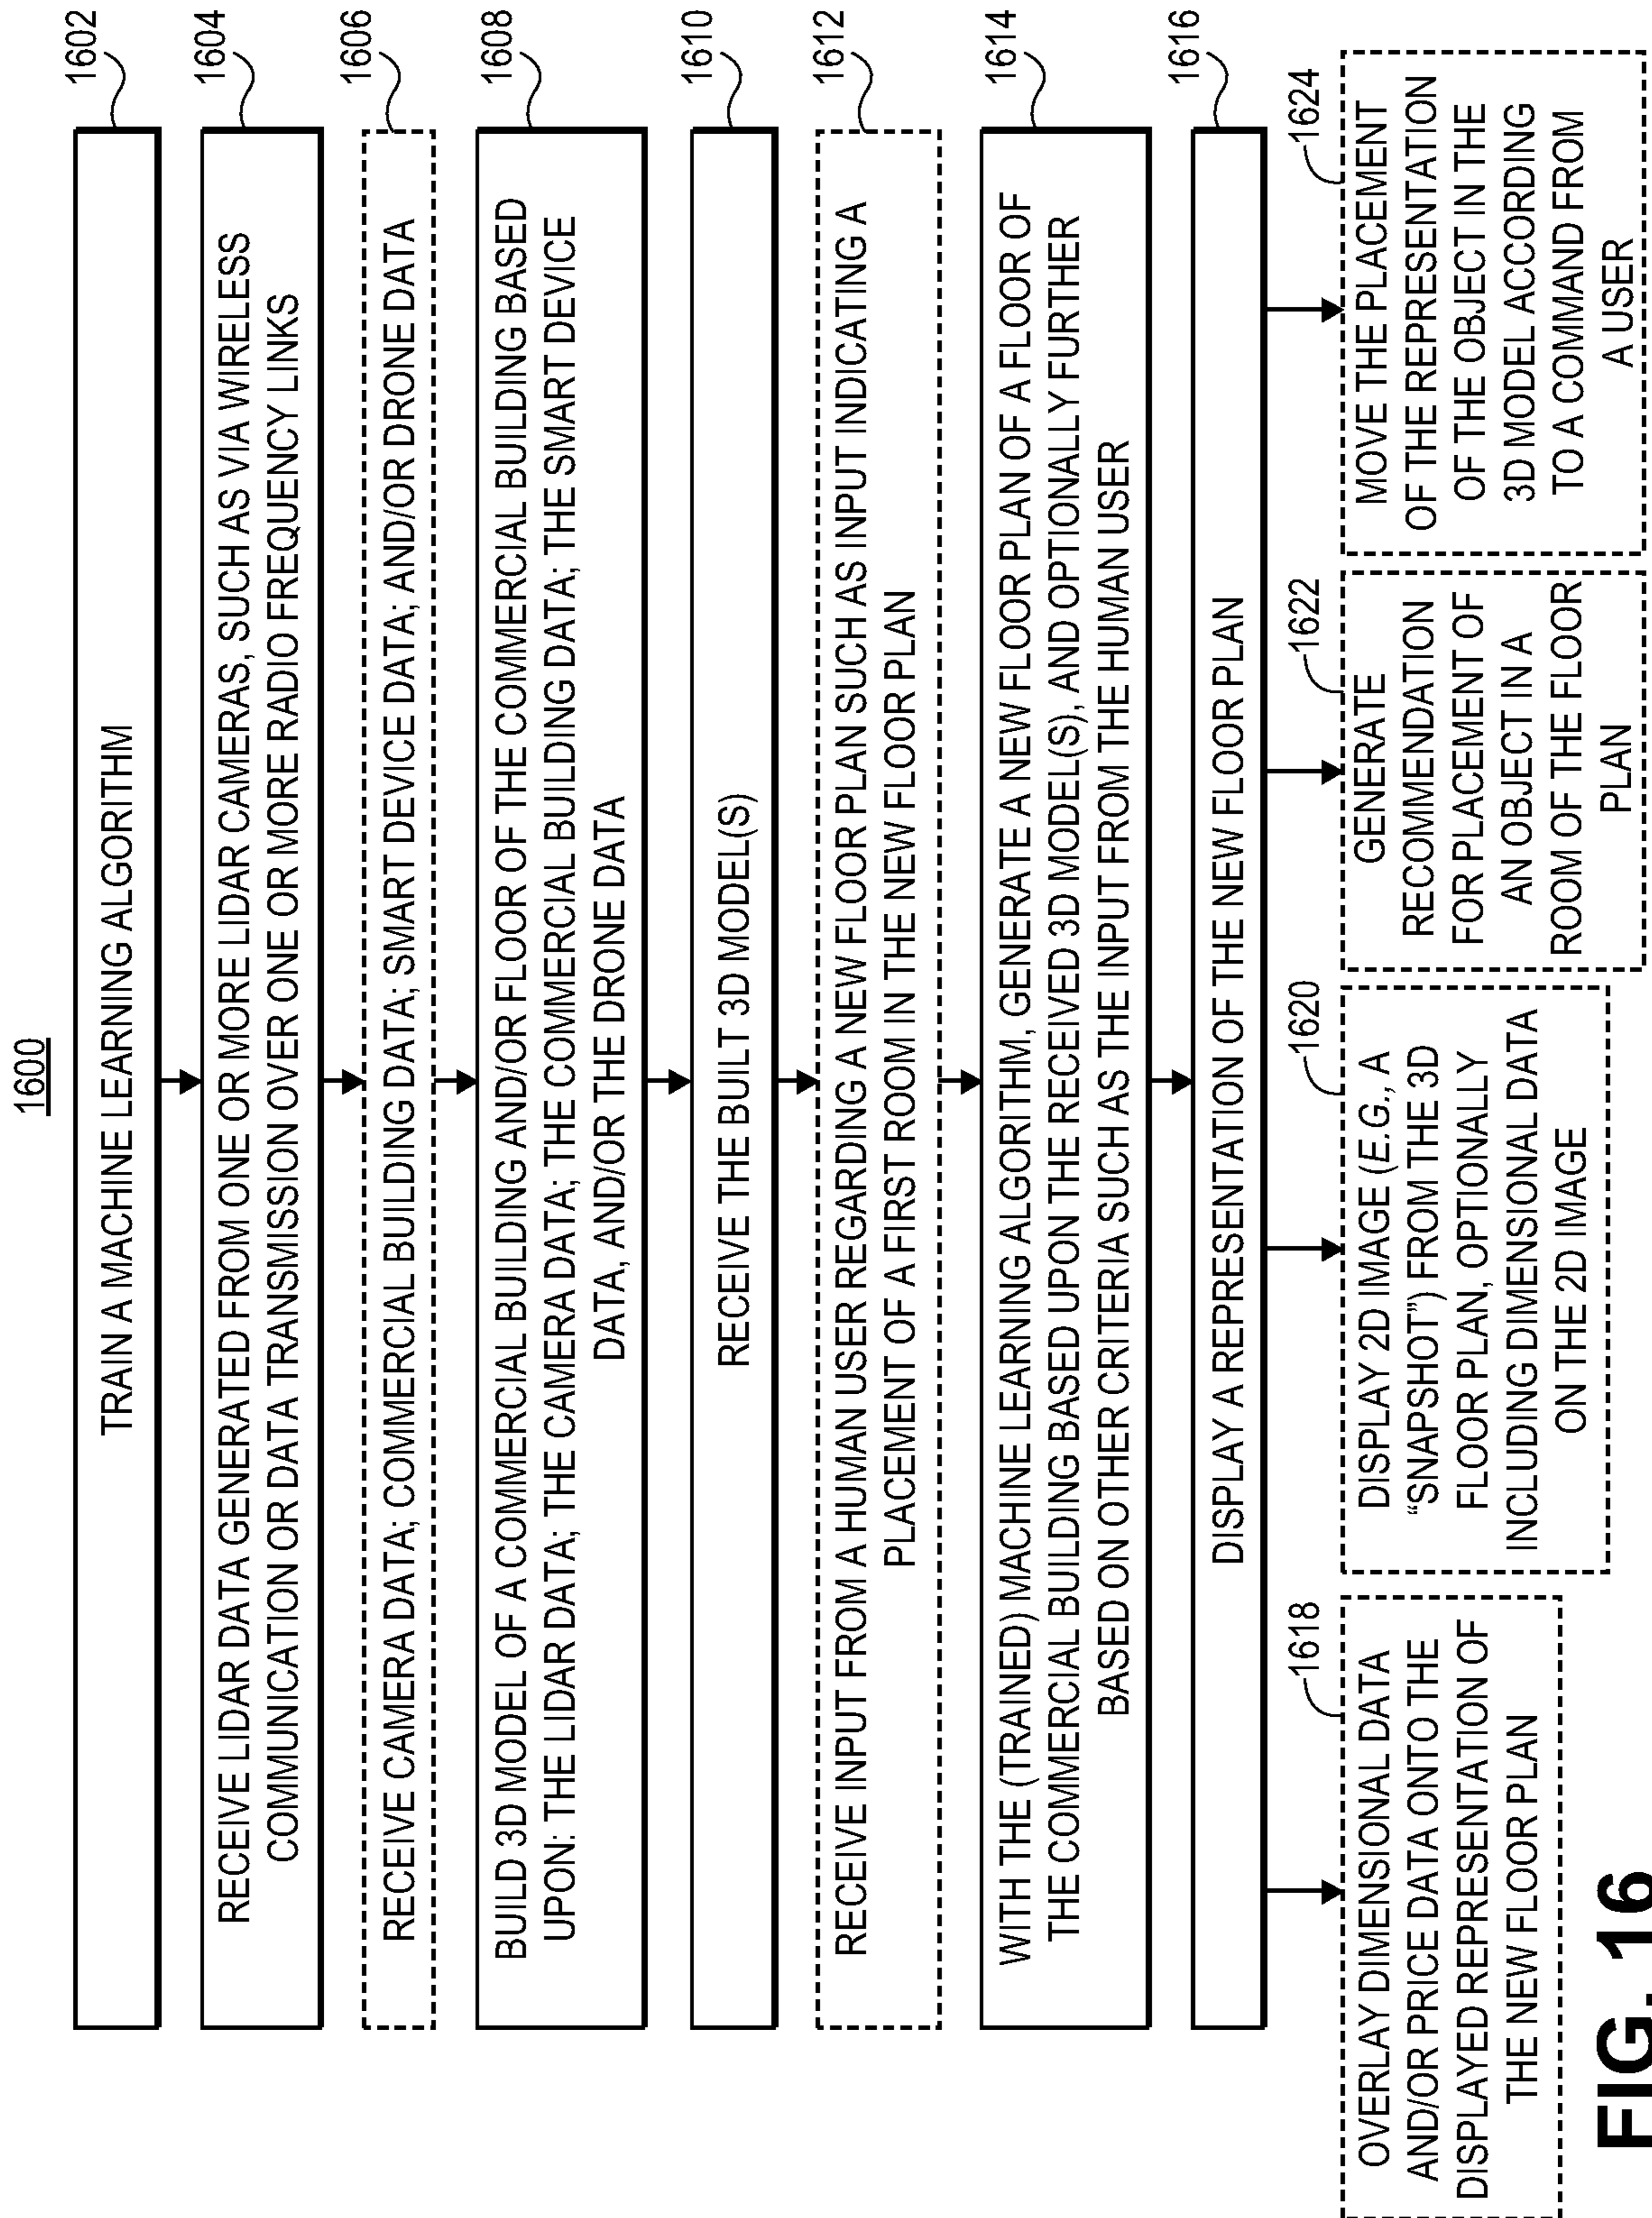 1600
TRAIN A MACHINE LEARNING ALGORITHM
1602
RECEIVE LIDAR DATA GENERATED FROM ONE OR MORE LIDAR CAMERAS, SUCH AS VIA WIRELESS
COMMUNICATION OR DATA TRANSMISSION OVER ONE OR MORE RADIO FREQUENCY LINKS
1604
RECEIVE CAMERA DATA; COMMERCIAL BUILDING DATA; SMART DEVICE DATA; AND/OR DRONE DATA
1606
BUILD 3D MODEL OF A COMMERCIAL BUILDING AND/OR FLOOR OF THE COMMERCIAL BUILDING BASED
UPON: THE LIDAR DATA; THE CAMERA DATA; THE COMMERCIAL BUILDING DATA; THE SMART DEVICE
DATA, AND/OR THE DRONE DATA
1608
RECEIVE THE BUILT 3D MODEL(S)
1610
RECEIVE INPUT FROM A HUMAN USER REGARDING A NEW FLOOR PLAN SUCH AS INPUT INDICATING A
PLACEMENT OF A FIRST ROOM IN THE NEW FLOOR PLAN
1612
WITH THE (TRAINED) MACHINE LEARNING ALGORITHM, GENERATE A NEW FLOOR PLAN OF A FLOOR OF
THE COMMERCIAL BUILDING BASED UPON THE RECEIVED 3D MODEL(S), AND OPTIONALLY FURTHER
BASED ON OTHER CRITERIA SUCH AS THE INPUT FROM THE HUMAN USER
1614
DISPLAY A REPRESENTATION OF THE NEW FLOOR PLAN
1616
1618
OVERLAY DIMENSIONAL DATA
AND/OR PRICE DATA ONTO THE
DISPLAYED REPRESENTATION OF
THE NEW FLOOR PLAN
1620
DISPLAY 2D IMAGE (E.G., A
“SNAPSHOT”) FROM THE 3D
FLOOR PLAN, OPTIONALLY
INCLUDING DIMENSIONAL DATA
ON THE 2D IMAGE
1622
GENERATE
RECOMMENDATION
FOR PLACEMENT OF
AN OBJECT IN A
ROOM OF THE FLOOR
PLAN
1624
MOVE THE PLACEMENT
OF THE REPRESENTATION
OF THE OBJECT IN THE
3D MODEL ACCORDING
TO A COMMAND FROM
A USER
FIG. 16